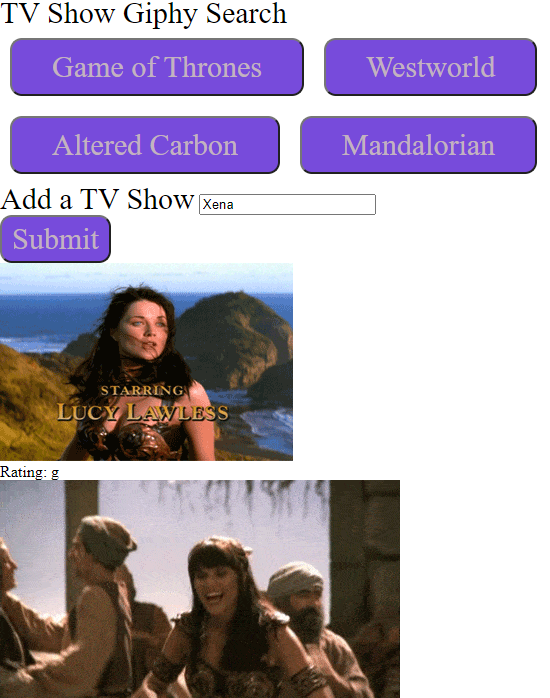 TV Show Giphy Search
Game of Thrones
Westworld
Altered Carbon
Mandalorian
Add a TV Show Xena
Submit
STARRING
LUCY LAWLESS
Rating: g